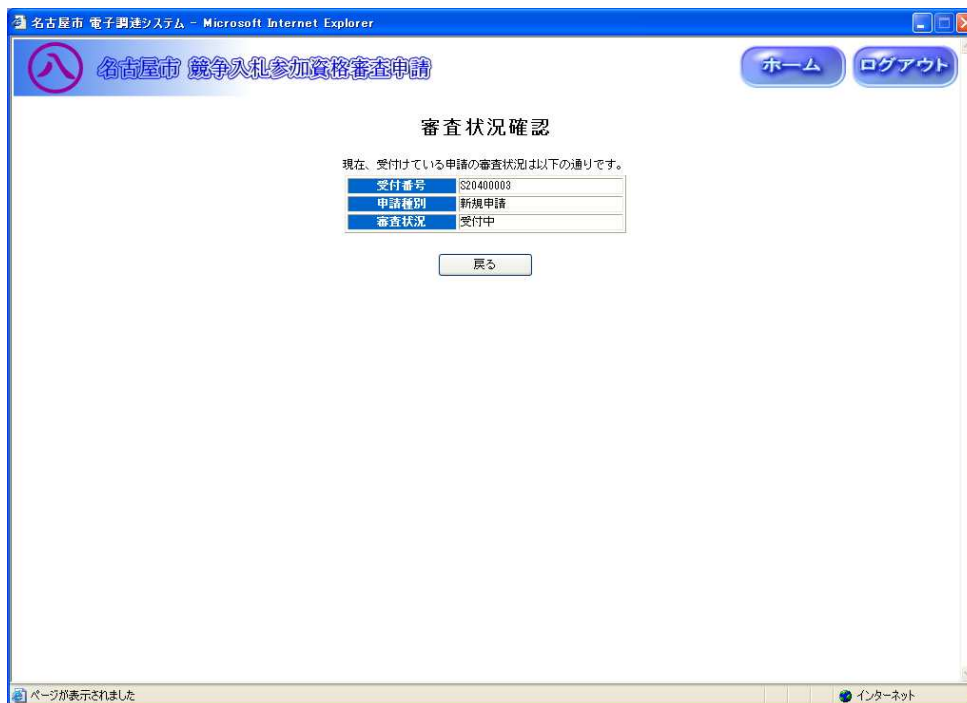 名古屋市 電子調達システム - Microsoft Internet Explorer
八 名古屋市 競争入札参加資格審査申請 ホーム ログアウト
審査状況確認
現在、受付けている申請の審査状況は以下の通りです。
受付番号 S20400003
申請種別 新規申請
審査状況 受付中
戻る
ページが表示されました インターネット